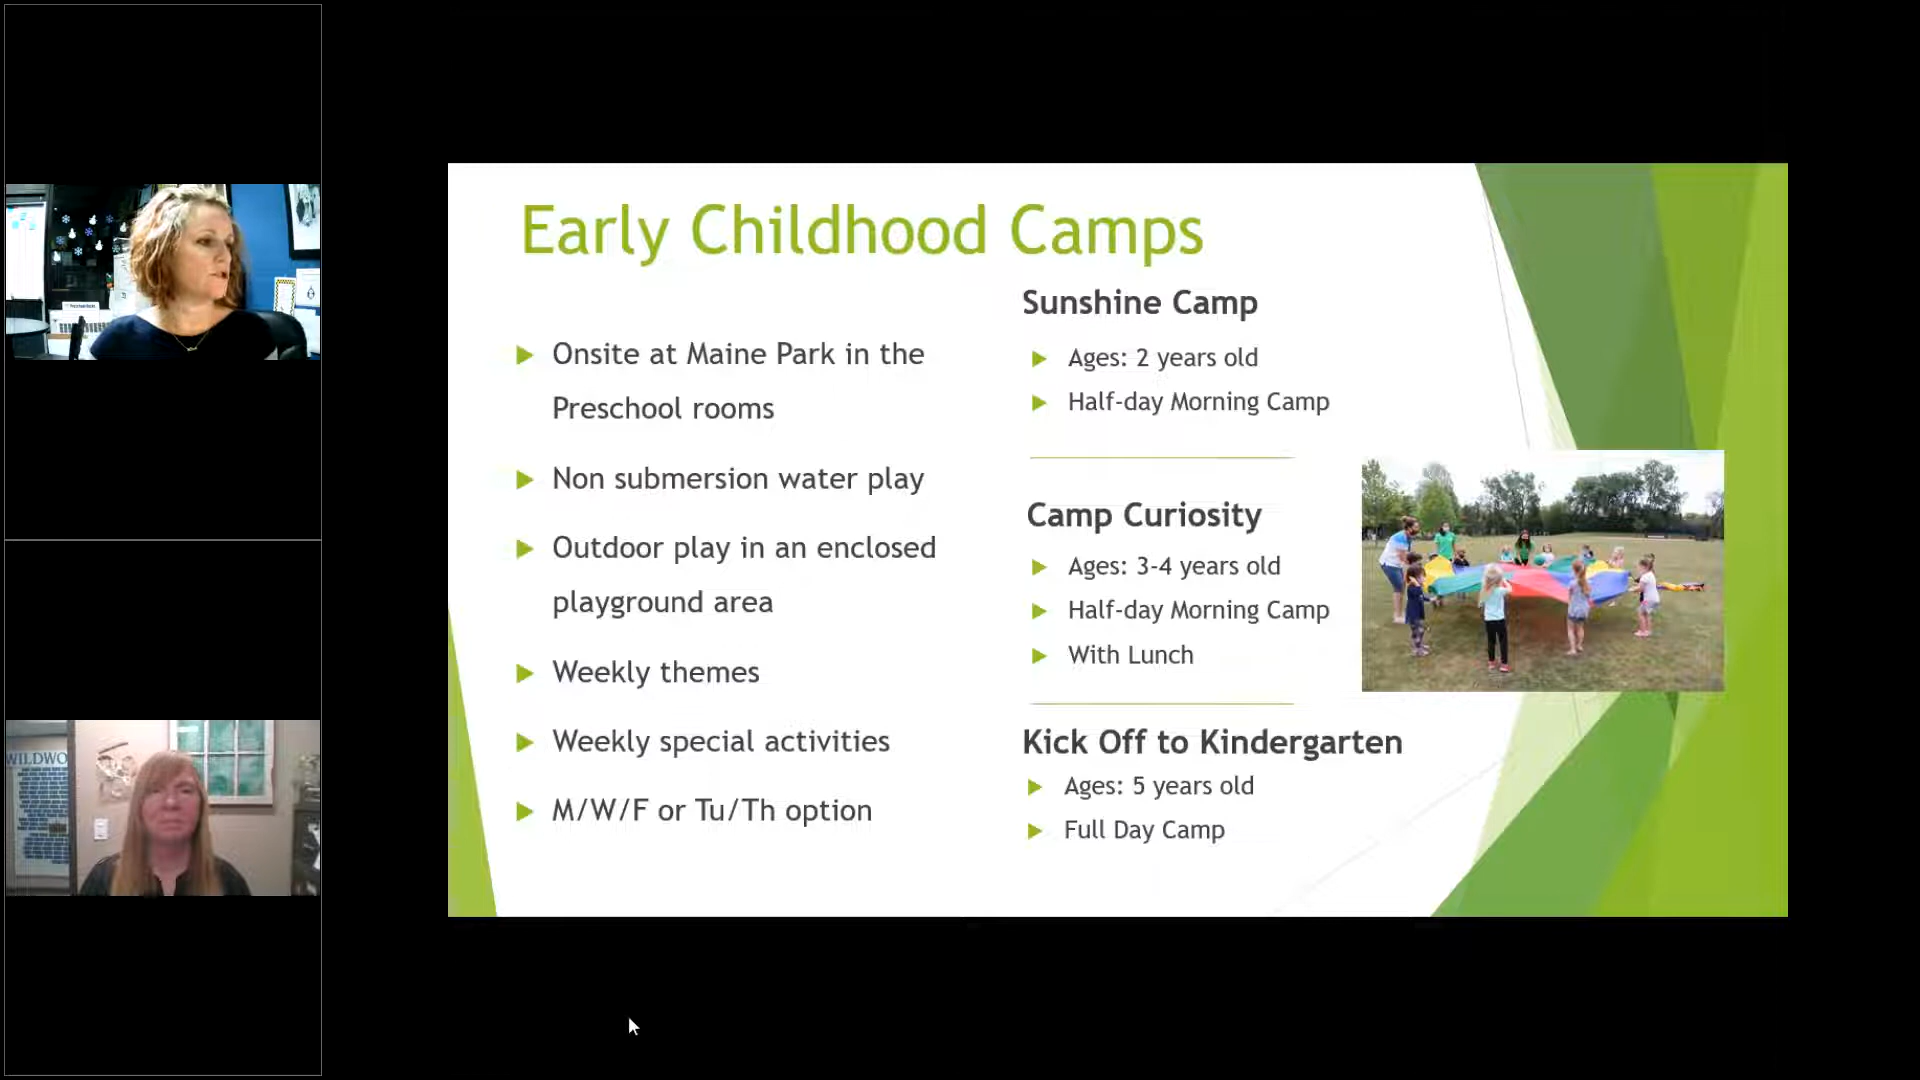 Early Childhood Camps
Onsite at Maine Park in the
Preschool rooms
Non submersion water play
Outdoor play in an enclosed
playground area
Weekly themes
Weekly special activities
M/W/F or Tu/Th option
Sunshine Camp
Ages: 2 years old
Half-day Morning Camp
Camp Curiosity
Ages: 3-4 years old
Half-day Morning Camp
With Lunch
Kick Off to Kindergarten
Ages: 5 years old
Full Day Camp
WILDWO